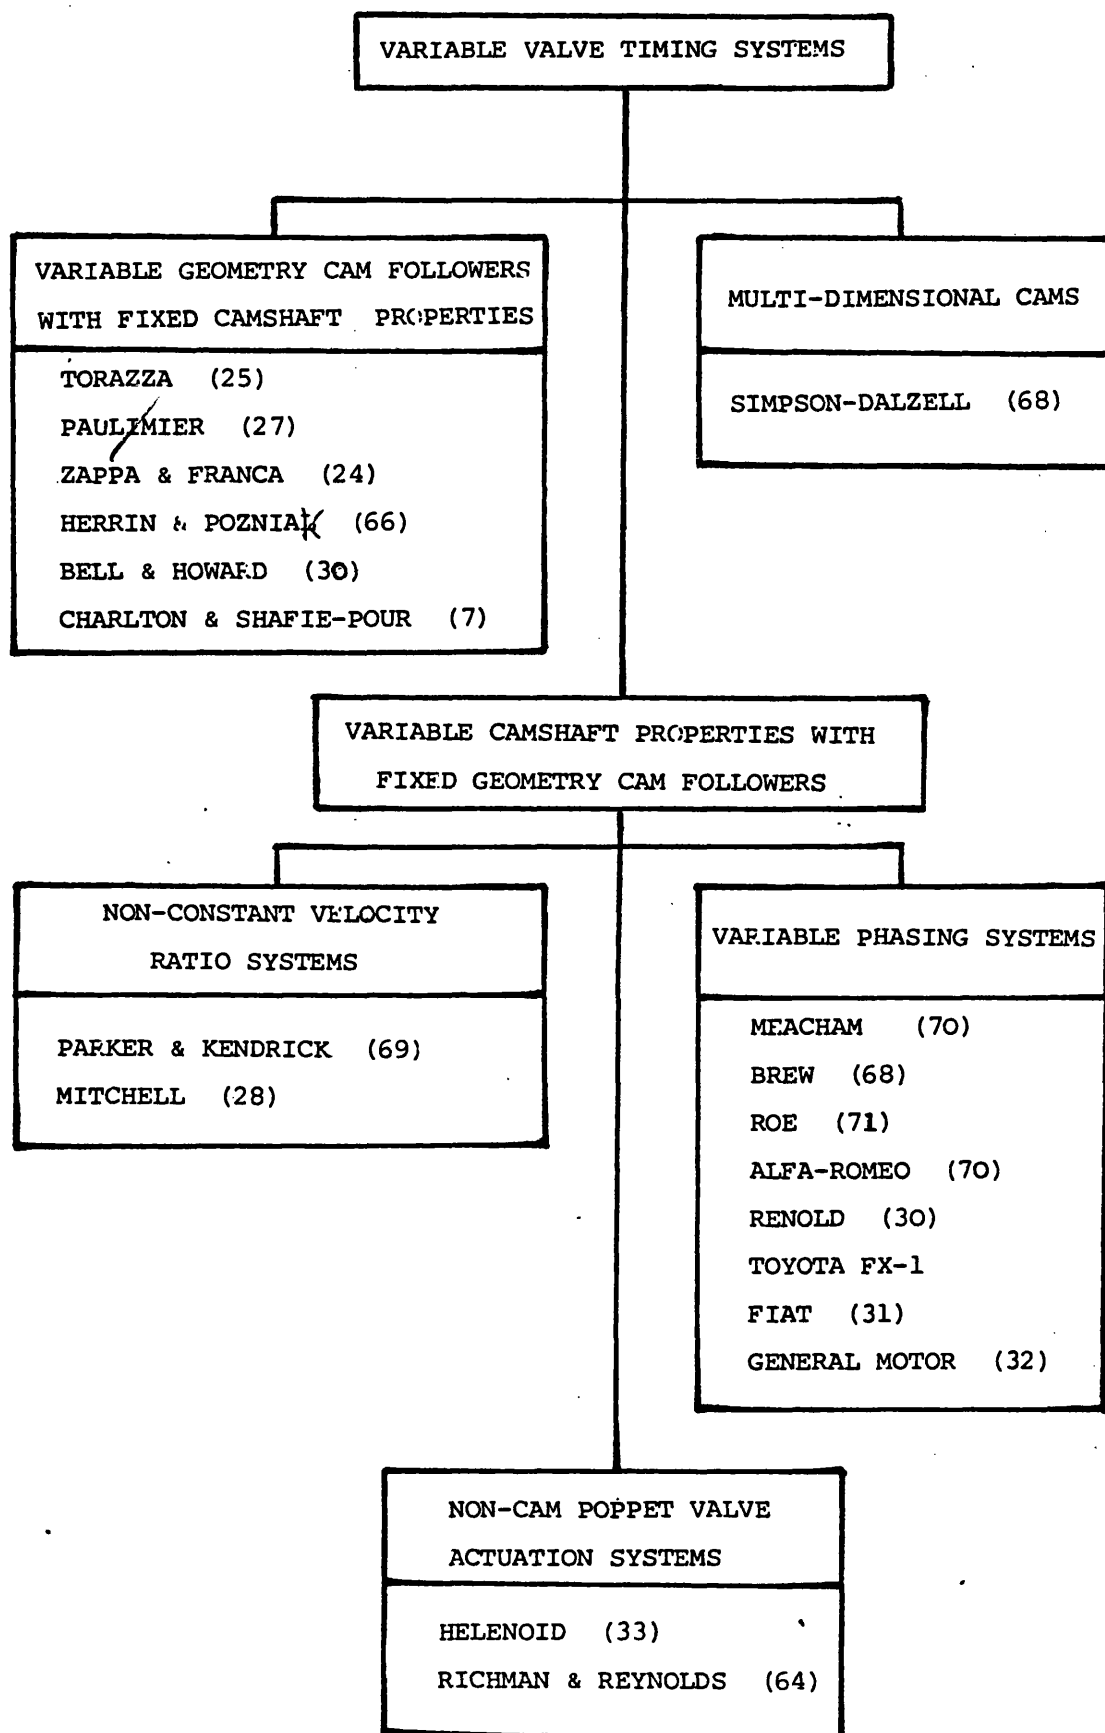 VARIABLE VALVE TIMING SYSTEMS
VARIABLE GEOMETRY CAM FOLLOWERS
WITH FIXED CAMSHAFT PROPERTIES
TORAZZA (25)
PAULIMIER (27)
ZAPPA & FRANCA (24)
HERRIN & POZNIAK (66)
BELL & HOWARD (30)
CHARLTON & SHAFIE-POUR (7)
MULTI-DIMENSIONAL CAMS
SIMPSON-DALZELL (68)
VARIABLE CAMSHAFT PROPERTIES WITH
FIXED GEOMETRY CAM FOLLOWERS
NON-CONSTANT VELOCITY
RATIO SYSTEMS
PARKER & KENDRICK (69)
MITCHELL (28)
VARIABLE PHASING SYSTEMS
MEACHAM (70)
BREW (68)
ROE (71)
ALFA-ROMEO (70)
RENOLD (30)
TOYOTA FX-1
FIAT (31)
GENERAL MOTOR (32)
NON-CAM POPPET VALVE
ACTUATION SYSTEMS
HELENOID (33)
RICHMAN & REYNOLDS (64)